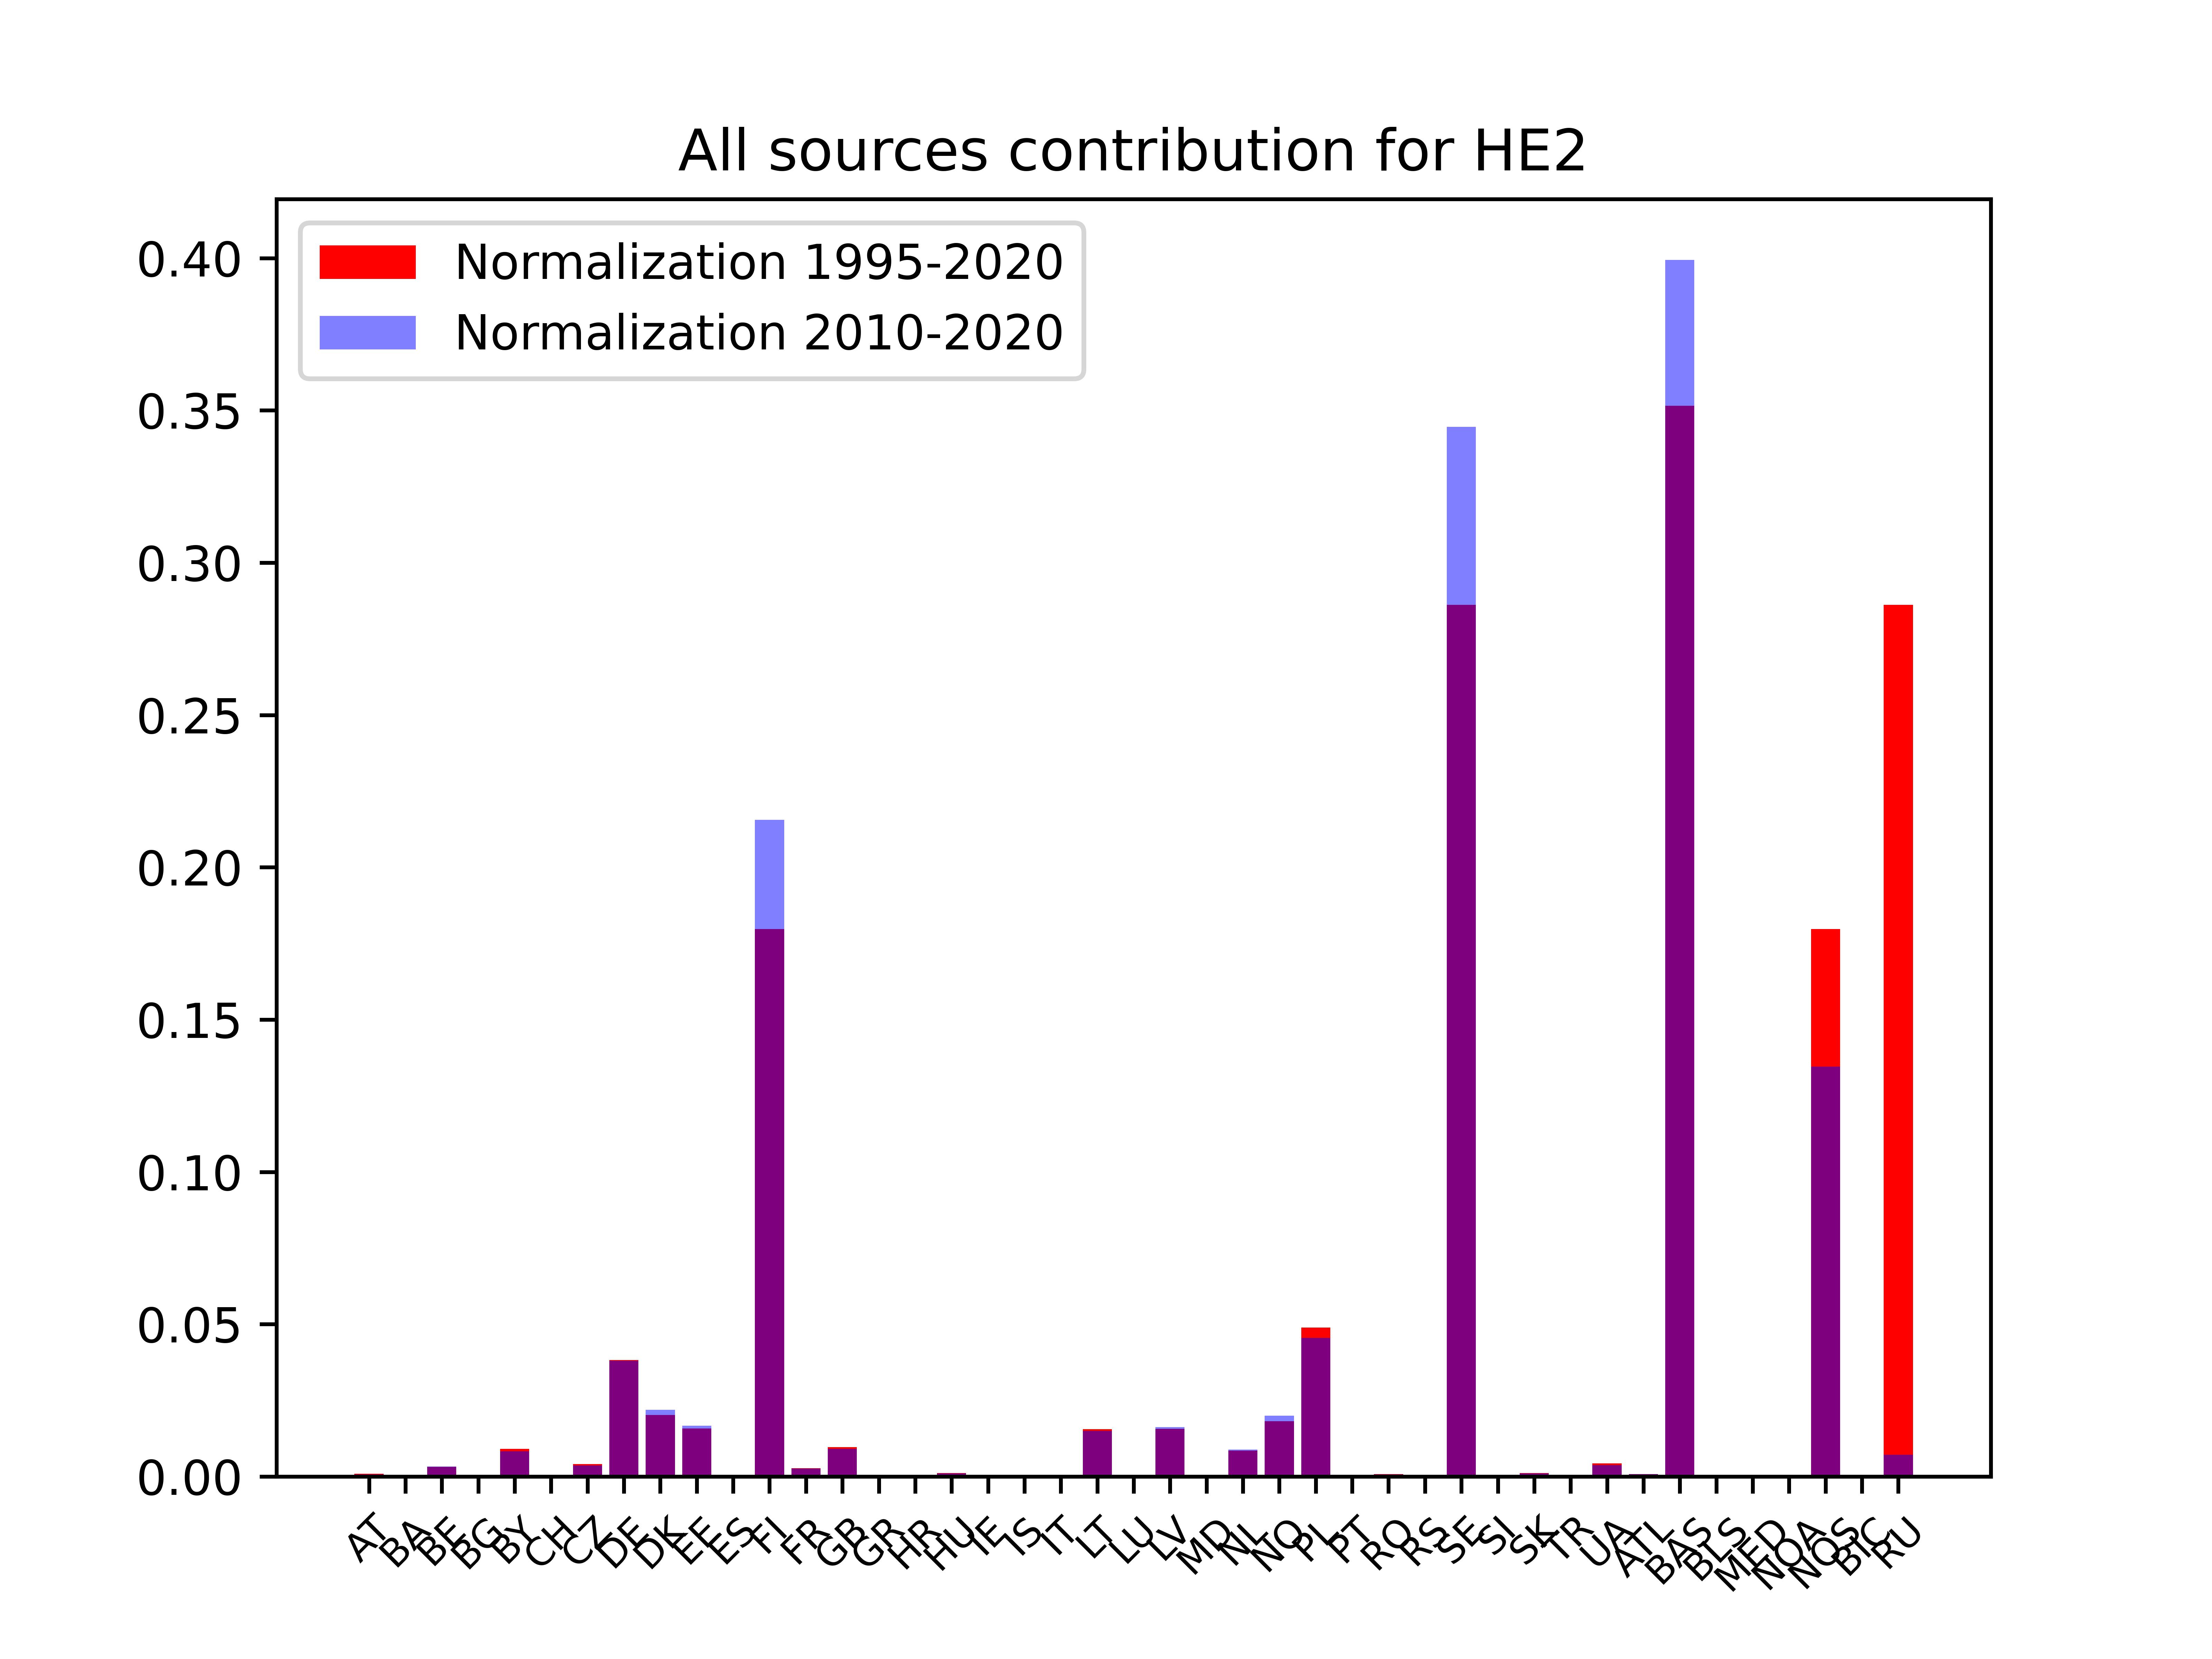 All sources contribution for HE2
Normalization 1995-2020
Normalization 2010-2020
0.40
0.35
0.30
0.25
0.20
0.15
0.10
0.05
0.00
AT
BA
BE
BG
BY
CH
CZ
DE
DK
EE
ES
FI
FR
GB
GR
HR
HU
IE
IS
IT
LT
LU
LV
MD
NL
NO
PL
PT
RO
RS
SE
SI
SK
TR
UA
ATL
BAS
BLS
MED
NOA
NOS
BIC
RU